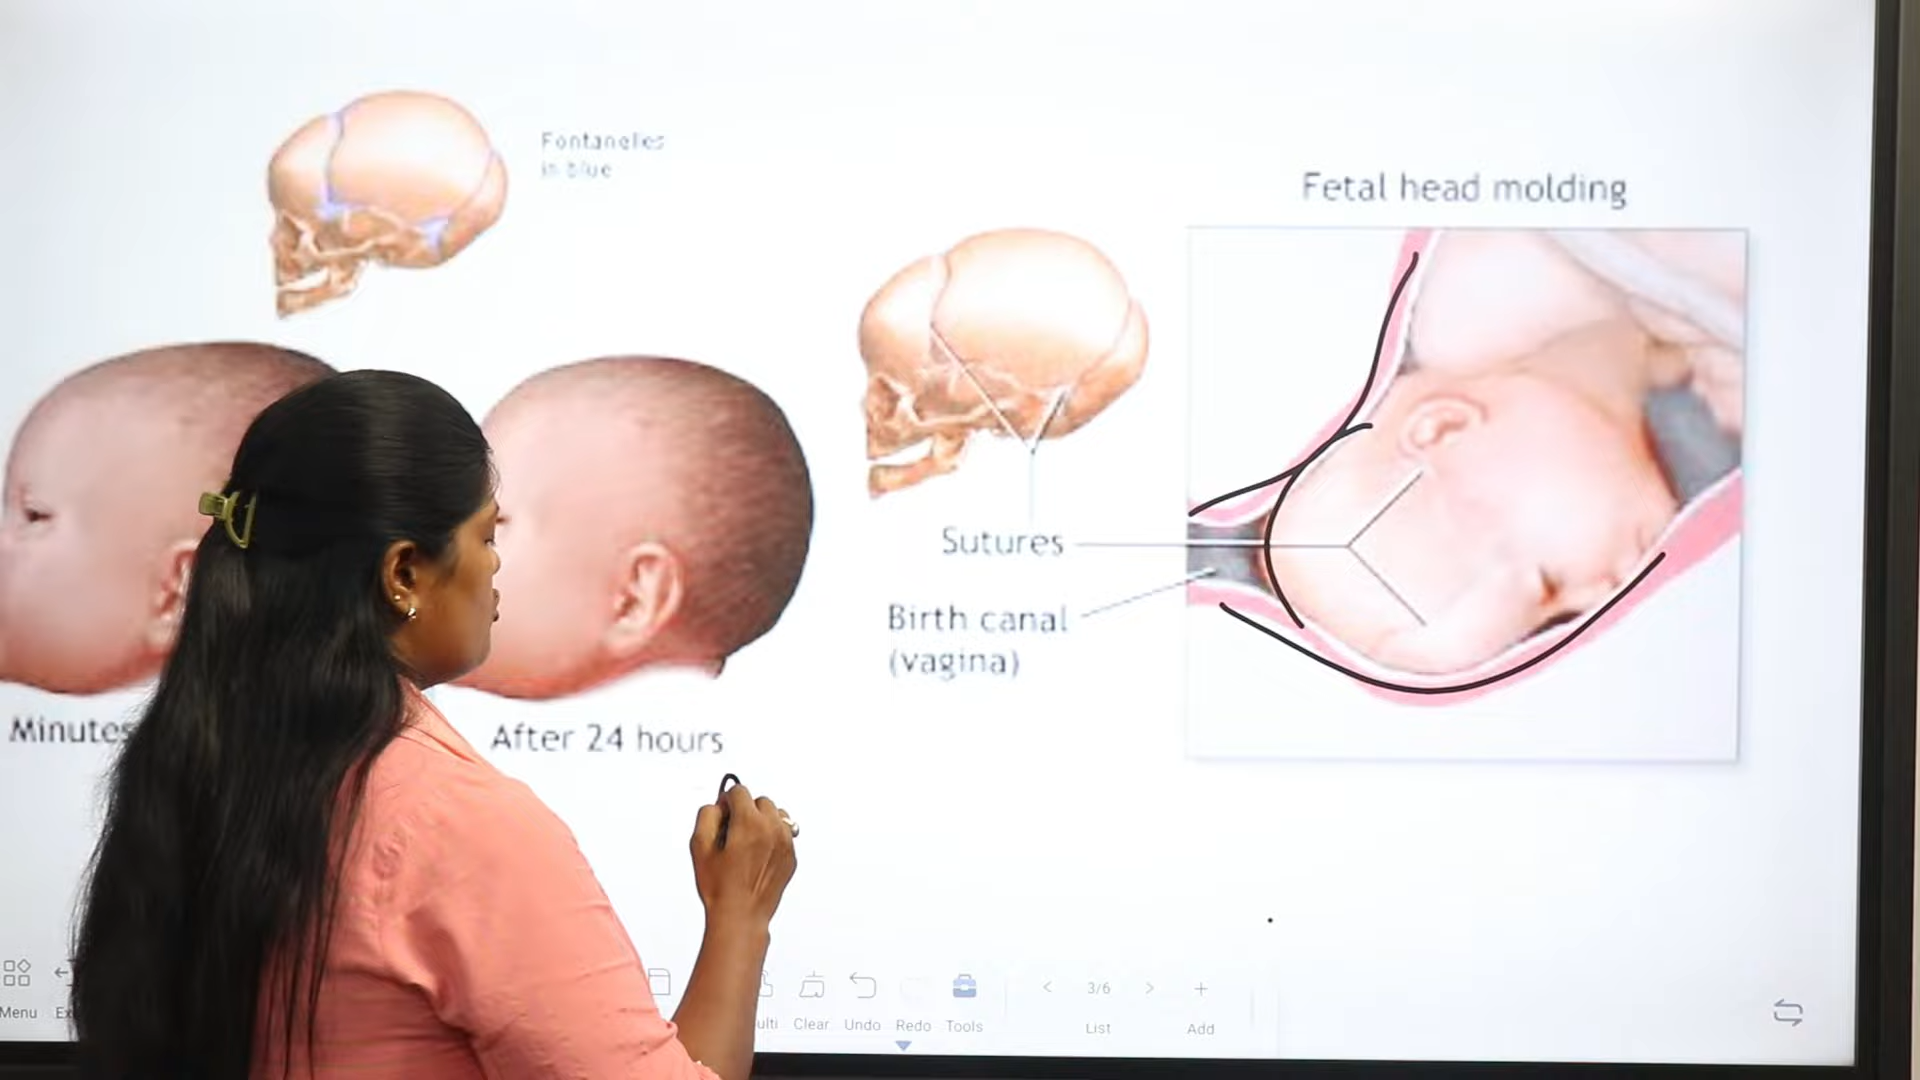 Fontanelles
in blue
Fetal head molding
Sutures
Birth canal
(vagina)
Minutes
After 24 hours
Menu
Clear
Undo
Redo
Tools
3/6
List
Add